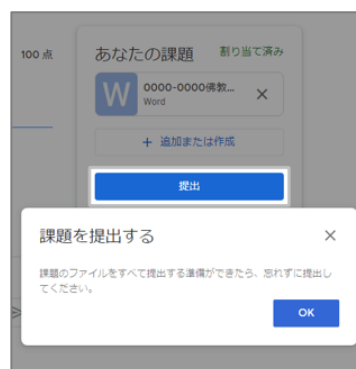 100 点
あなたの課題 割り当て済み
W 0000-0000佛教...
Word
+ 追加または作成
提出
課題を提出する
課題のファイルをすべて提出する準備ができたら、忘れずに提出し
てください。
OK